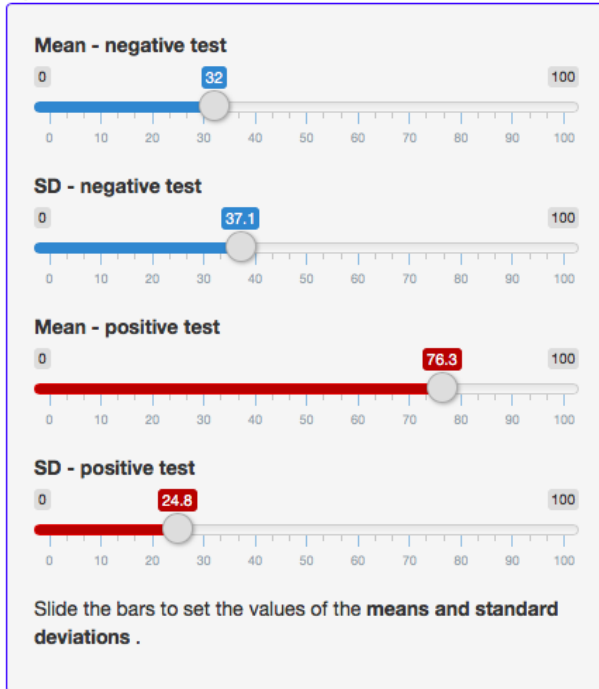 Mean - negative test
0 32 100
0 10 20 30 40 50 60 70 80 90 100
SD - negative test
0 37.1 100
0 10 20 30 40 50 60 70 80 90 100
Mean - positive test
0 76.3 100
0 10 20 30 40 50 60 70 80 90 100
SD - positive test
0 24.8 100
0 10 20 30 40 50 60 70 80 90 100
Slide the bars to set the values of the means and standard
deviations .